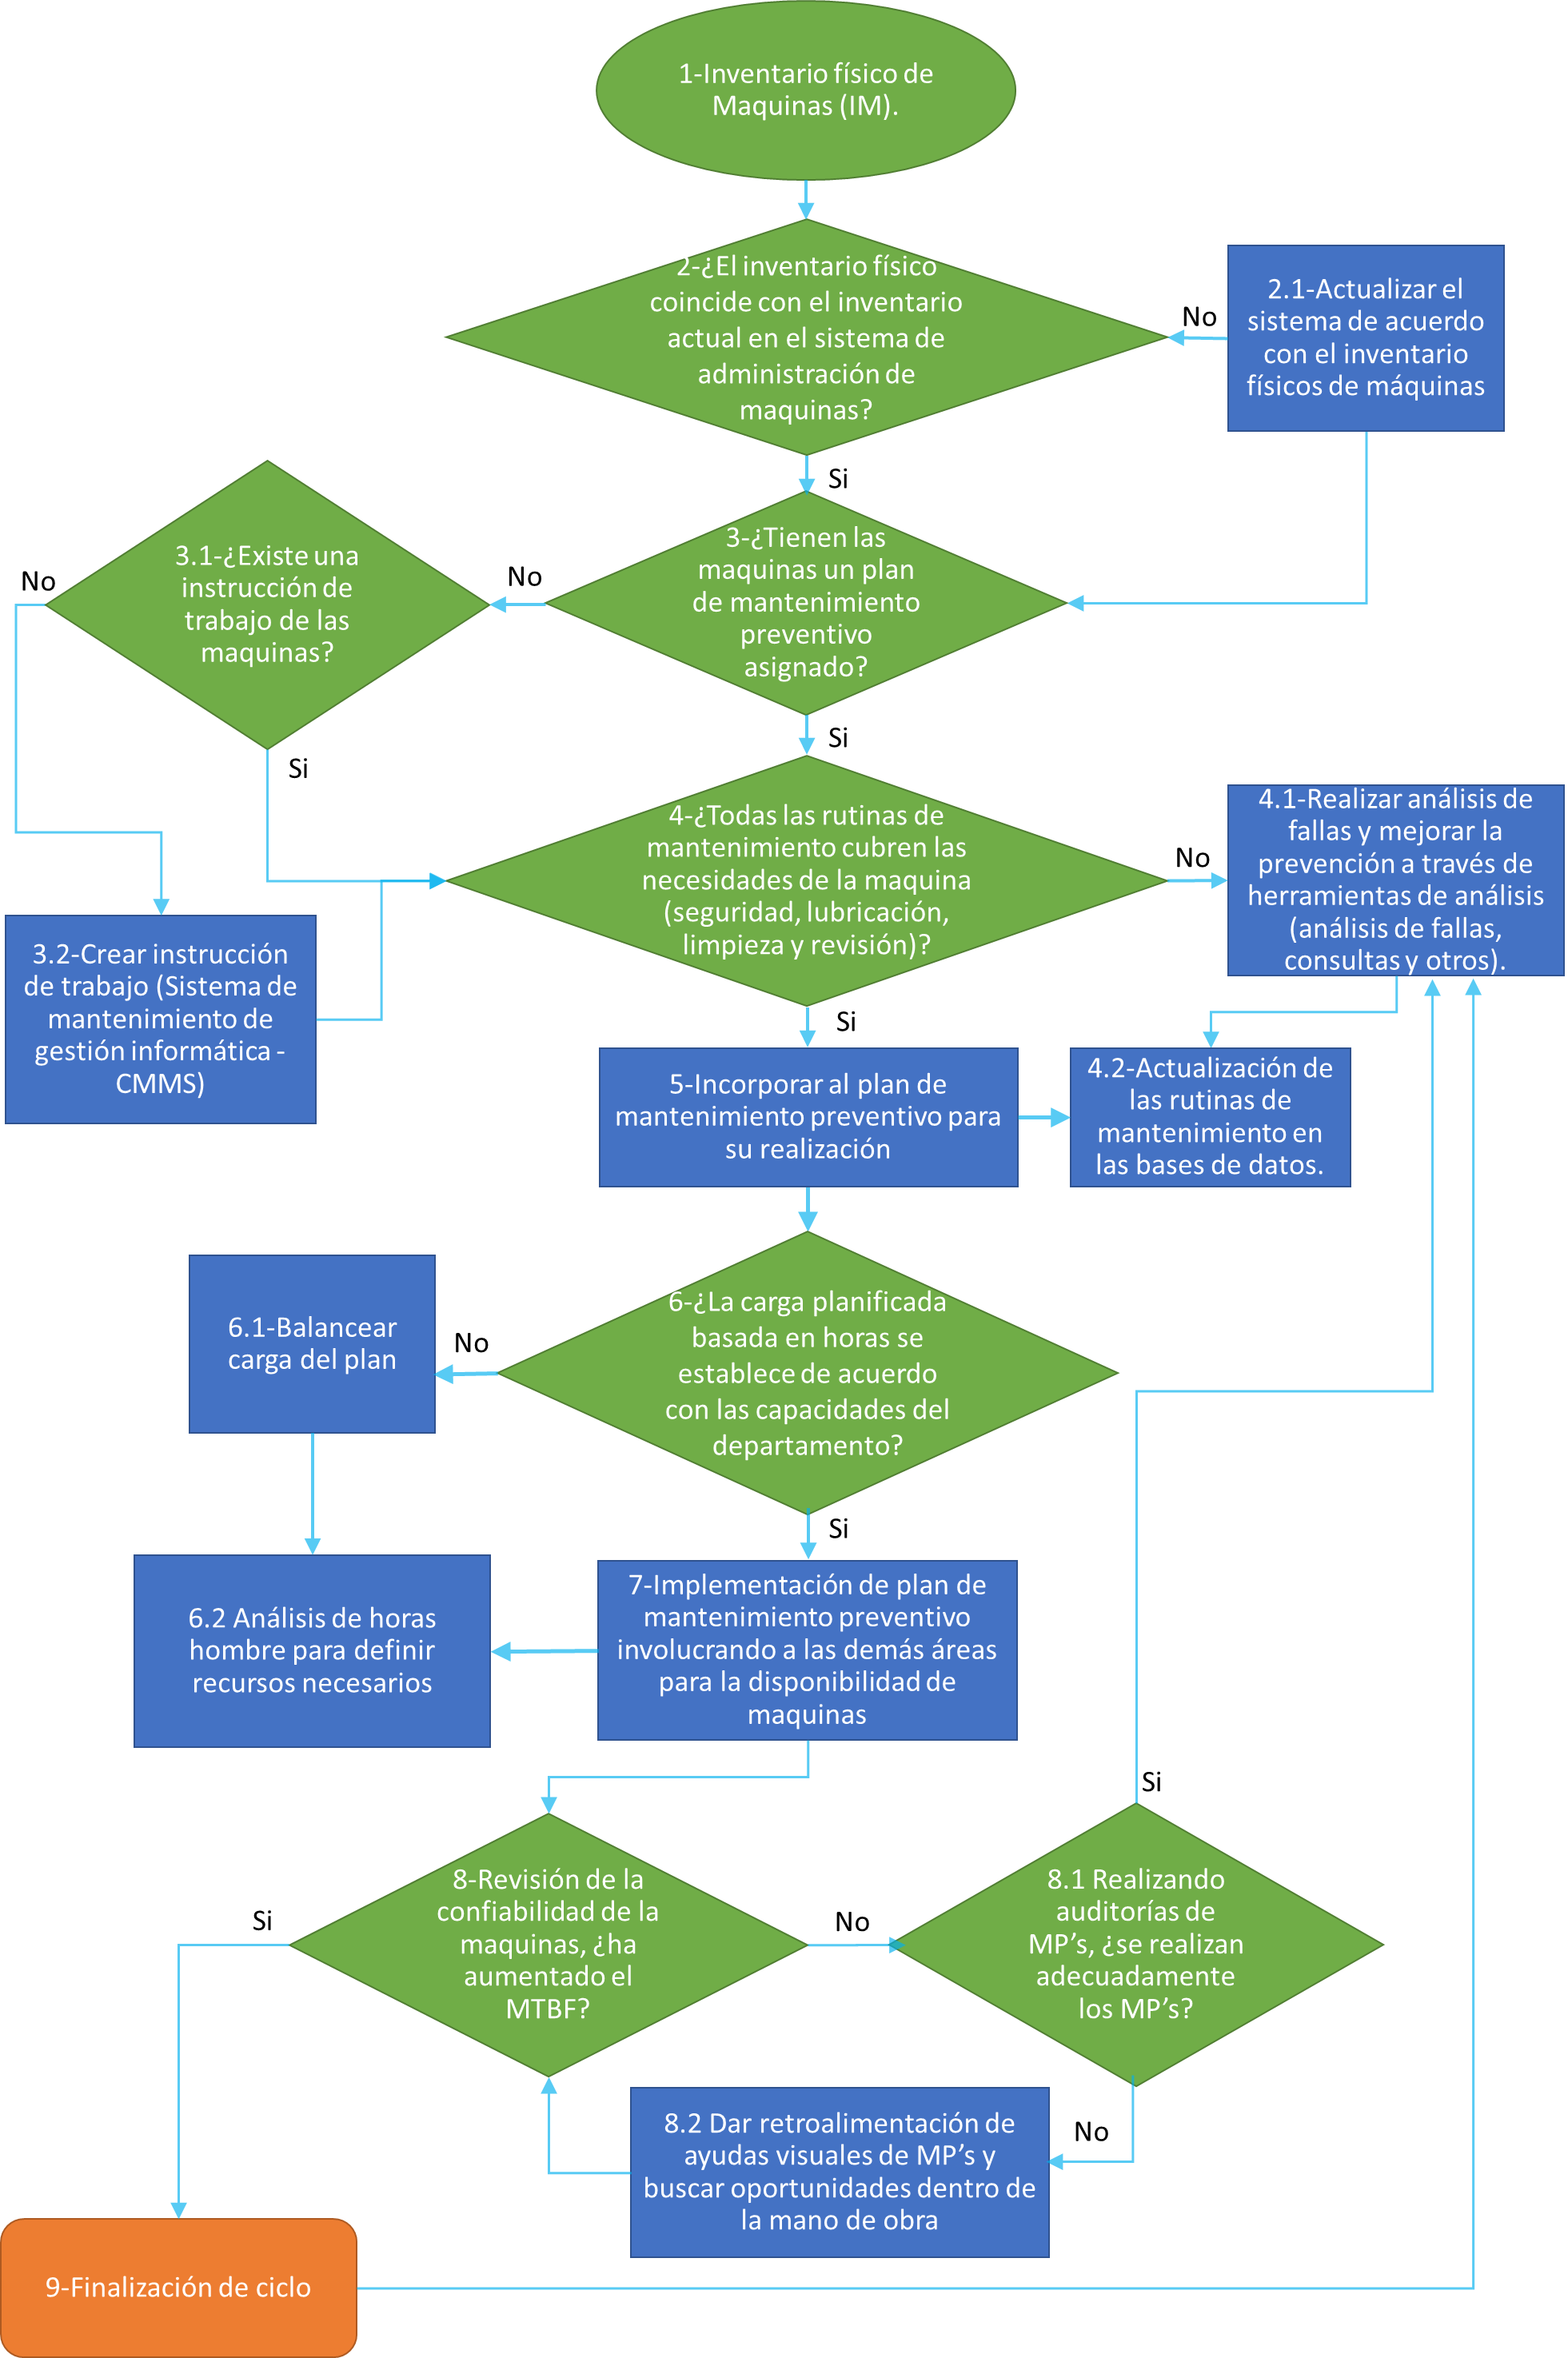 1-Inventario físico de
Maquinas (IM).
2-¿El inventario físico
coincide con el inventario
actual en el sistema de
administración de
maquinas?
No
2.1-Actualizar el
sistema de acuerdo
con el inventario
físicos de máquinas
Si
3-¿Tienen las
maquinas un plan
de mantenimiento
preventivo
asignado?
No
3.1-¿Existe una
instrucción de
trabajo de las
maquinas?
No
Si
3.2-Crear instrucción
de trabajo (Sistema de
mantenimiento de
gestión informática -
CMMS)
Si
4-¿Todas las rutinas de
mantenimiento cubren las
necesidades de la maquina
(seguridad, lubricación,
limpieza y revisión)?
No
4.1-Realizar análisis de
fallas y mejorar la
prevención a través de
herramientas de análisis
(análisis de fallas,
consultas y otros).
4.2-Actualización de
las rutinas de
mantenimiento en
las bases de datos.
Si
5-Incorporar al plan de
mantenimiento preventivo para
su realización
6-¿La carga planificada
basada en horas se
establece de acuerdo
con las capacidades del
departamento?
No
6.1-Balancear
carga del plan
6.2 Análisis de horas
hombre para definir
recursos necesarios
Si
7-Implementación de plan de
mantenimiento preventivo
involucrando a las demás áreas
para la disponibilidad de
maquinas
8-Revisión de la
confiabilidad de la
maquinas, ¿ha
aumentado el
MTBF?
Si
No
8.1 Realizando
auditorías de
MP’s, ¿se realizan
adecuadamente
los MP’s?
Si
No
8.2 Dar retroalimentación de
ayudas visuales de MP’s y
buscar oportunidades dentro de
la mano de obra
9-Finalización de ciclo